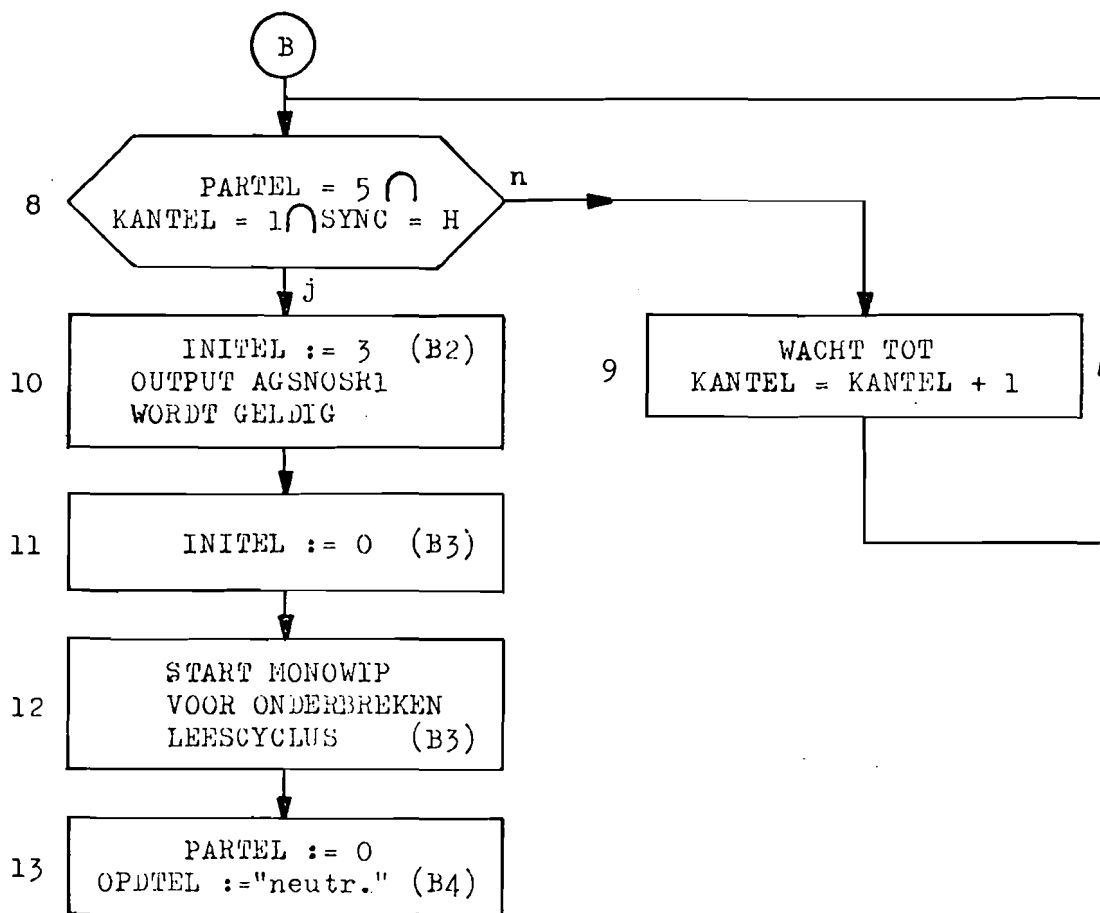 B
8
PARTEL = 5 ∩
KANTEL = 1 ∩ SYNC = H
n
j
10
INITEL := 3 (B2)
OUTPUT AGSNOSR1
WORDT GELDIG
9
WACHT TOT
KANTEL = KANTEL + 1
11
INITEL := 0 (B3)
12
START MONOWIP
VOOR ONDERBREKEN
LEESCYCLUS (B3)
13
PARTEL := 0
OPDTEL :="neutr." (B4)